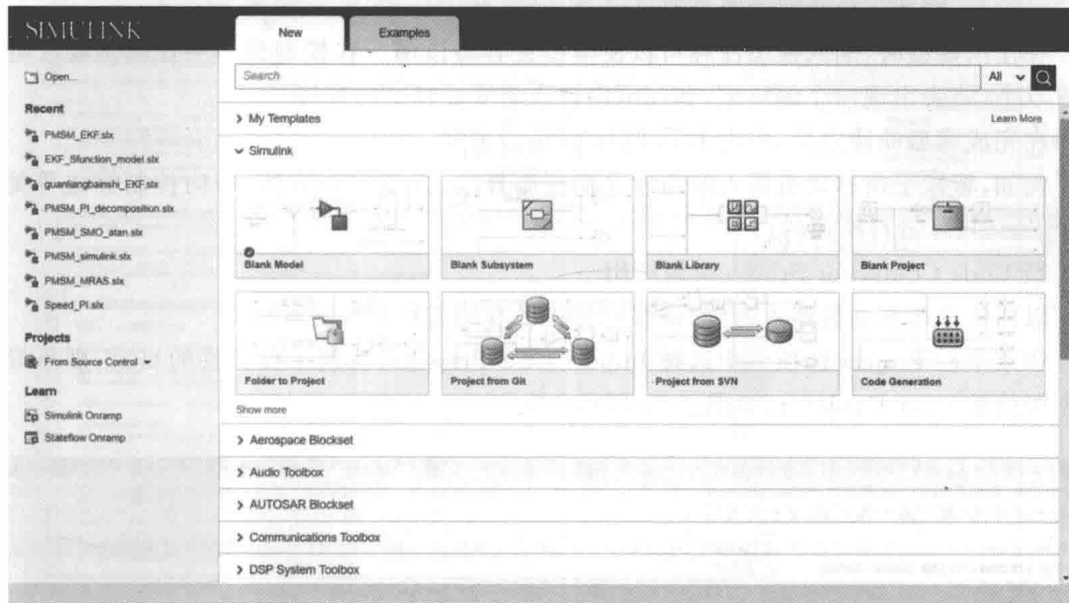 SIMULINK
New
Examples
Open...
Recent
PMSM_EKF.slx
EKF_Sfunction_model.slx
guanliangbainshi_EKF.slx
PMSM_PI_decomposition.slx
PMSM_SMO_atan.slx
PMSM_simulink.slx
PMSM_MRAS.slx
Speed_PI.slx
Projects
From Source Control
Learn
Simulink Onramp
Stateflow Onramp
Search
All
My Templates
Learn More
Simulink
Blank Model
Blank Subsystem
Blank Library
Blank Project
Folder to Project
Project from Git
Project from SVN
Code Generation
Show more
Aerospace Blockset
Audio Toolbox
AUTOSAR Blockset
Communications Toolbox
DSP System Toolbox